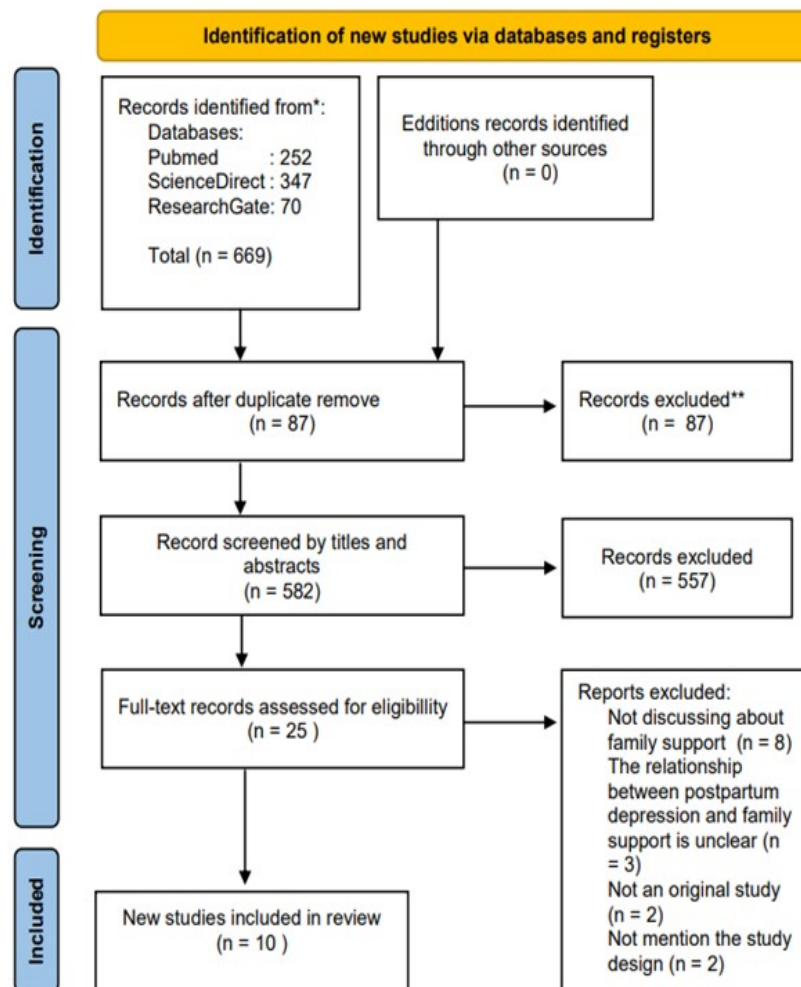 Identification of new studies via databases and registers
Identification
Records identified from*:
Databases:
Pubmed : 252
ScienceDirect : 347
ResearchGate: 70
Total (n = 669)
Edditions records identified
through other sources
(n = 0)
Screening
Records after duplicate remove
(n = 87)
Records excluded**
(n = 87)
Record screened by titles and
abstracts
(n = 582)
Records excluded
(n = 557)
Full-text records assessed for eligibillity
(n = 25 )
Reports excluded:
Not discussing about
family support (n = 8)
The relationship
between postpartum
depression and family
support is unclear (n
= 3)
Not an original study
(n = 2)
Not mention the study
design (n = 2)
Included
New studies included in review
(n = 10 )